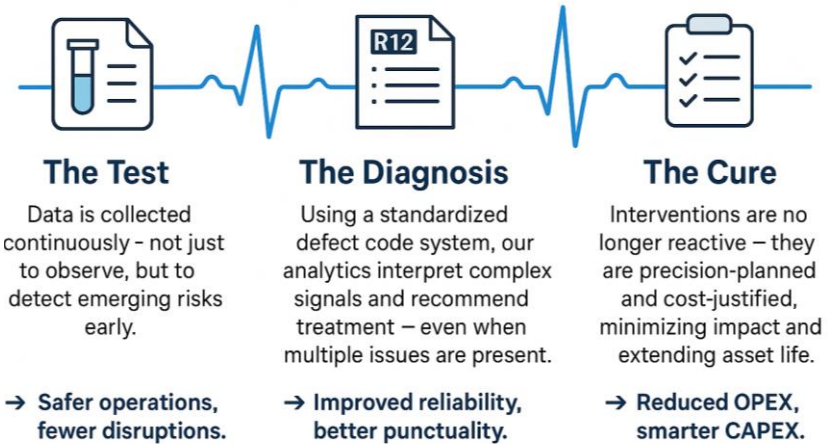 R12
The Test
Data is collected
continuously - not just
to observe, but to
detect emerging risks
early.
→ Safer operations,
fewer disruptions.
The Diagnosis
Using a standardized
defect code system, our
analytics interpret complex
signals and recommend
treatment – even when
multiple issues are present.
→ Improved reliability,
better punctuality.
The Cure
Interventions are no
longer reactive – they
are precision-planned
and cost-justified,
minimizing impact and
extending asset life.
→ Reduced OPEX,
smarter CAPEX.